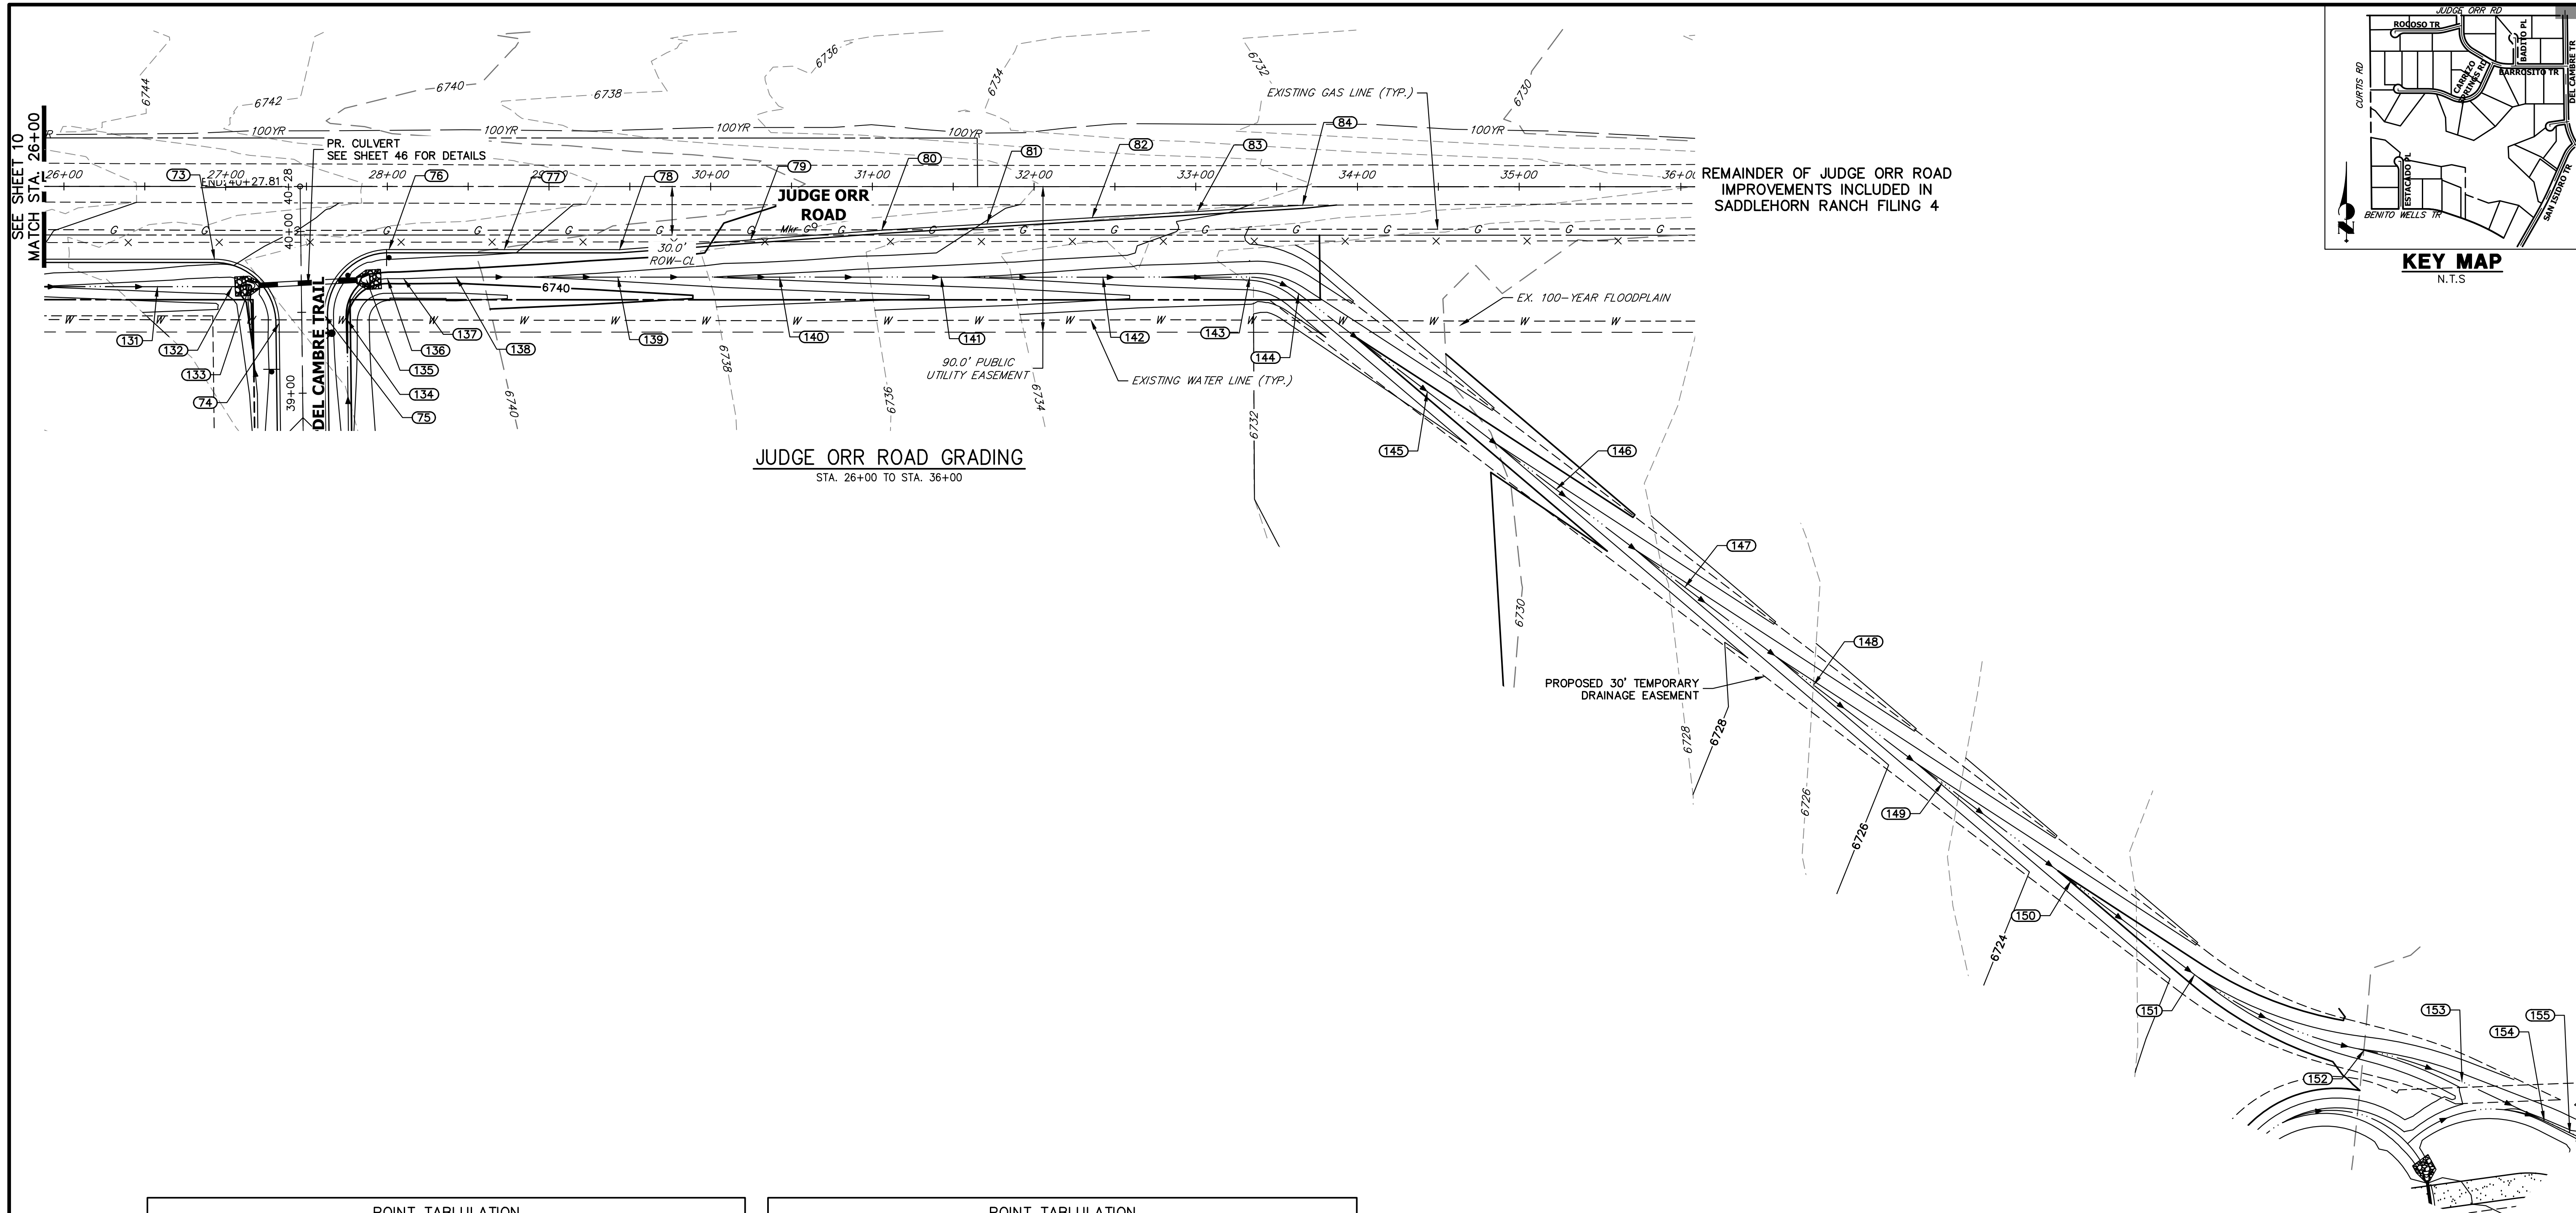 SEE SHEET 10
MATCH STA. 26+00
6744
6742
6740
6738
6736
6734
6732
6730
EXISTING GAS LINE (TYP.)
100YR
100YR
100YR
100YR
100YR
PR. CULVERT
SEE SHEET 46 FOR DETAILS
73
76
77
78
79
80
81
82
83
84
26+00
27+00
28+00
30+00
31+00
32+00
33+00
34+00
35+00
END: 40+27.81
40+28
40+00
39+00
JUDGE ORR
ROAD
30.0'
ROW-CL
G G G G G G G G G G G G G G G G
REMAINDER OF JUDGE ORR ROAD
IMPROVEMENTS INCLUDED IN
SADDLEHORN RANCH FILING 4
6740
EX. 100-YEAR FLOODPLAIN
W W W W W W W W W W W W W W W W
DEL CAMBRE TRAIL
131
132
133
74
75
134
135
136
137
138
139
140
141
142
143
144
90.0' PUBLIC
UTILITY EASEMENT
EXISTING WATER LINE (TYP.)
6740
6738
6736
6734
6732
JUDGE ORR ROAD GRADING
STA. 26+00 TO STA. 36+00
145
146
147
148
149
150
151
152
153
154
155
6730
6728
6728
6726
6726
6724
PROPOSED 30' TEMPORARY
DRAINAGE EASEMENT
JUDGE ORR RD
ROCOSO TR
BADITO PL
DEL CAMBRE TR
CURTIS RD
CARRIZO
SPRINGS RD
BARROSITO TR
ESTACADO PL
SAN ISIDRO TR
BENITO WELLS TR
KEY MAP
N.T.S
POINT TABLULATION
POINT TABLULATION